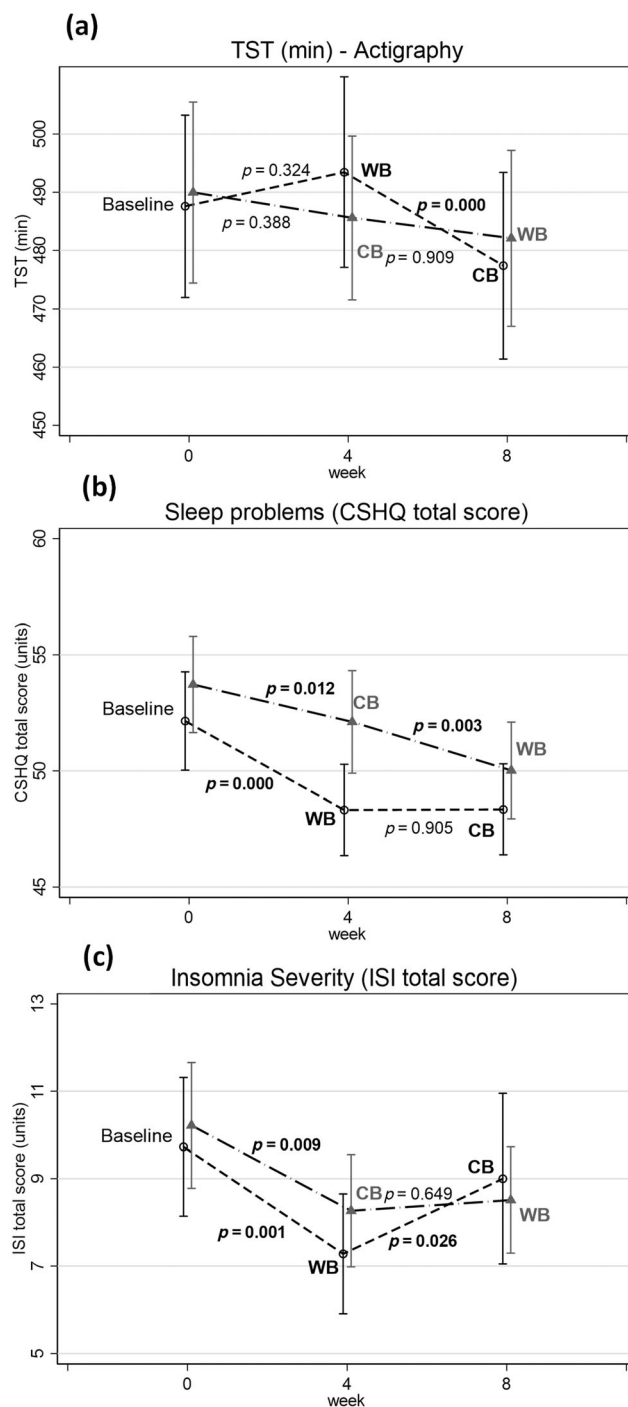 (a)
TST (min) - Actigraphy
TST (min)
500
490
480
470
460
450
Baseline
p = 0.324
WB
p = 0.000
p = 0.388
CB
p = 0.909
WB
CB
0
4
8
week
(b)
Sleep problems (CSHQ total score)
CSHQ total score (units)
60
55
50
45
Baseline
p = 0.012
CB
p = 0.003
WB
p = 0.000
WB
p = 0.905
CB
0
4
8
week
(c)
Insomnia Severity (ISI total score)
ISI total score (units)
13
11
9
7
5
Baseline
p = 0.009
CB
p = 0.649
CB
WB
p = 0.001
WB
p = 0.026
0
4
8
week